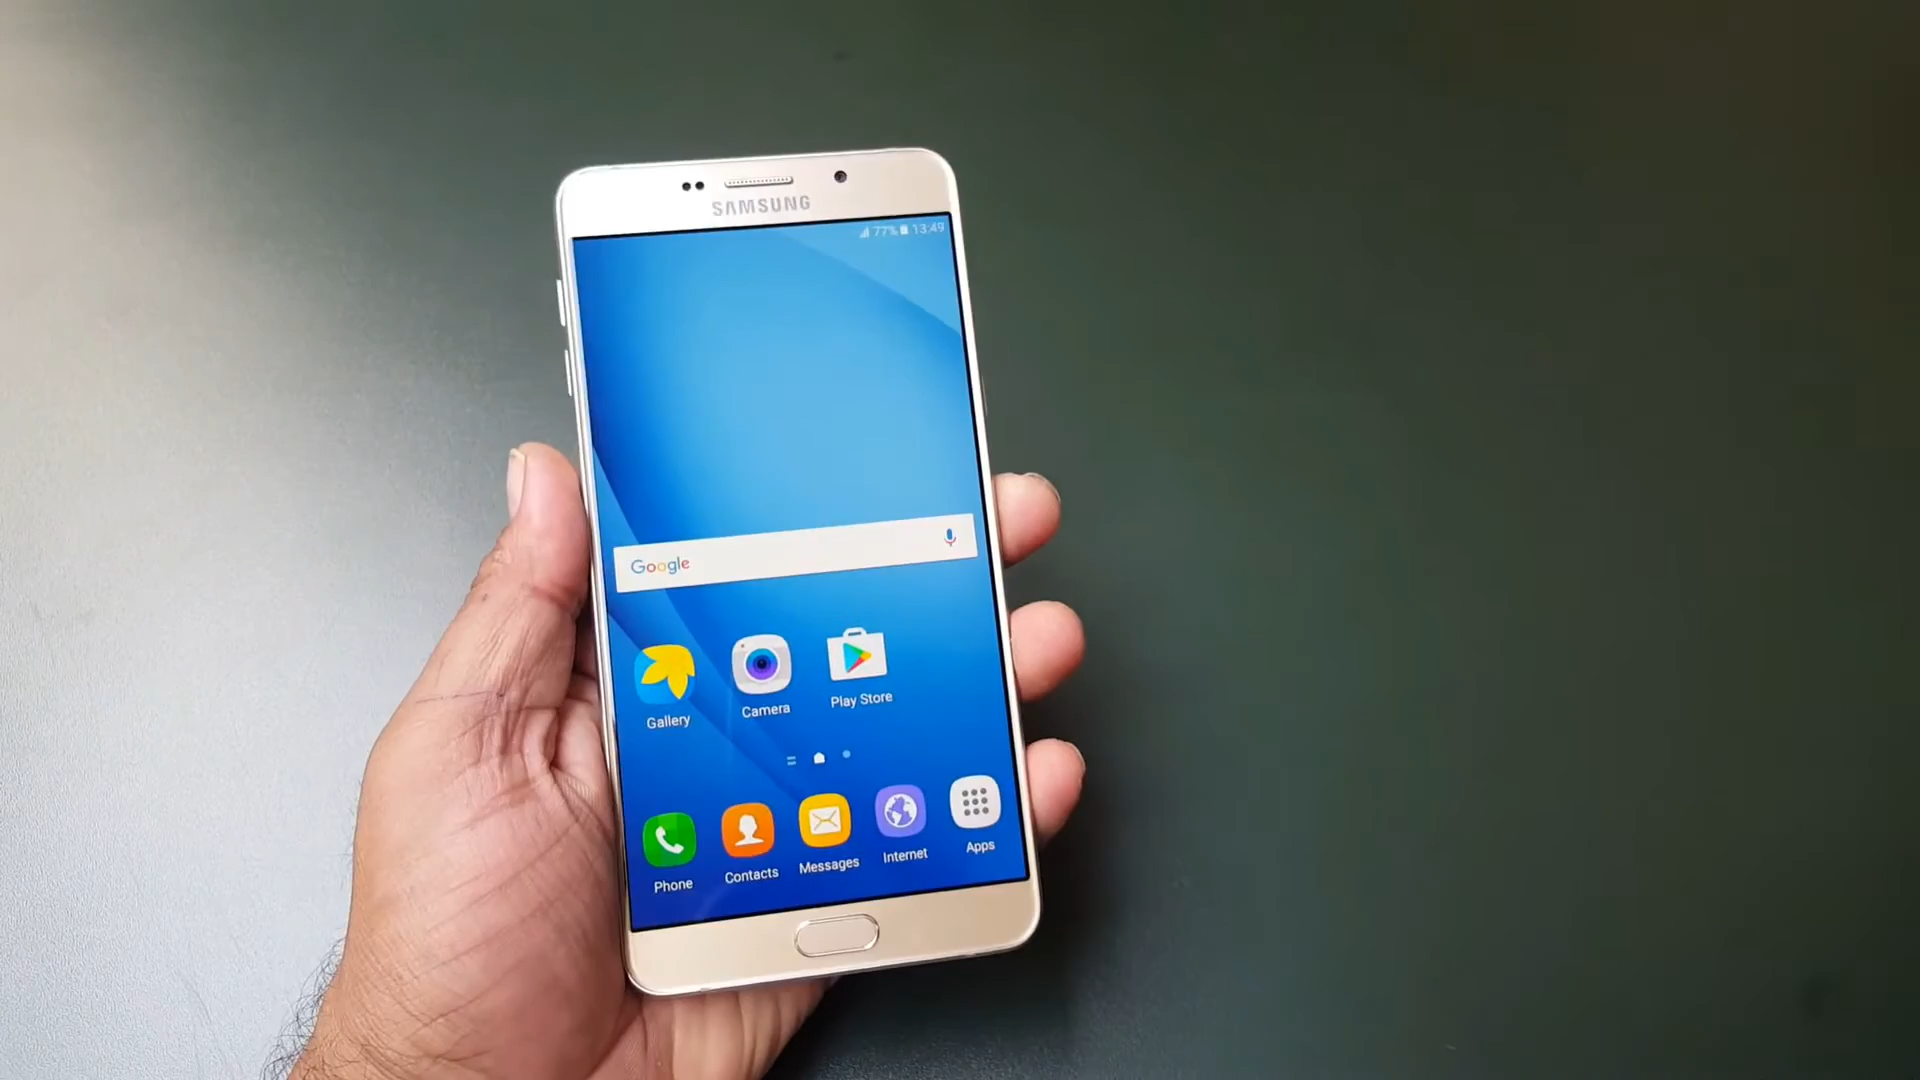 SAMSUNG
77% 13:49
Google
Gallery Camera Play Store
Phone Contacts Messages Internet Apps